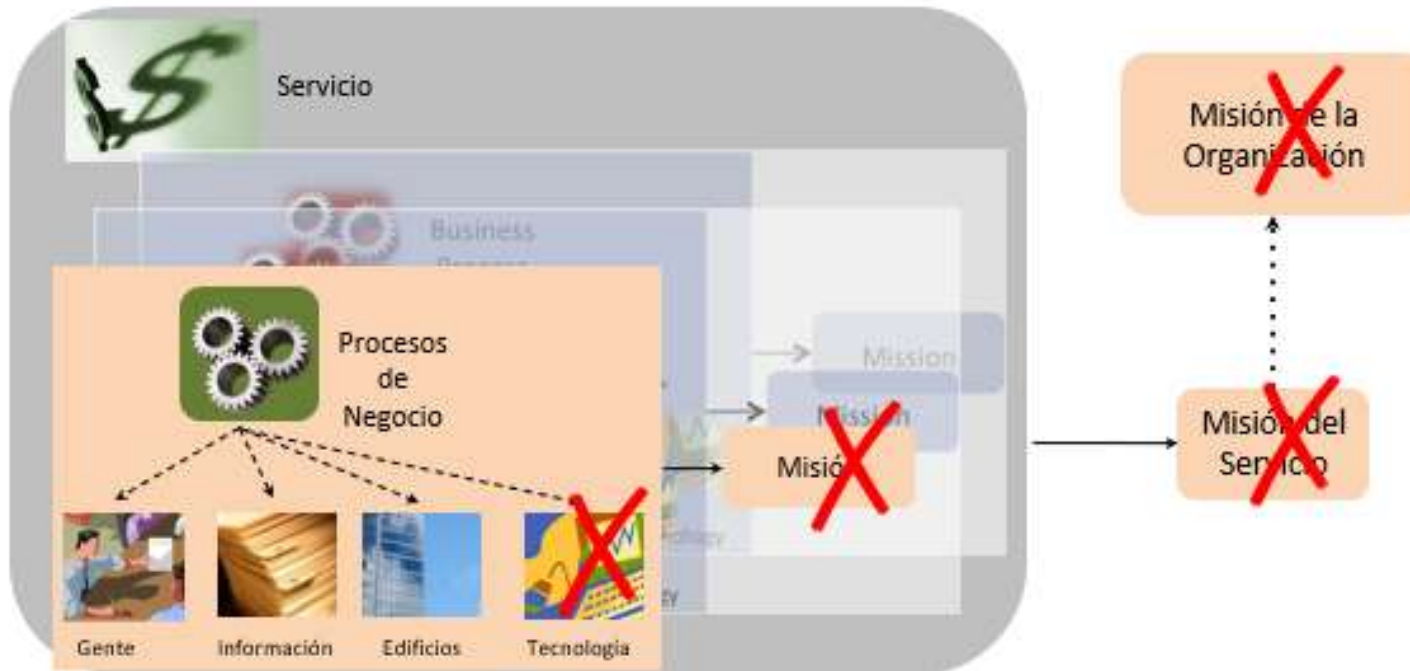 Servicio
Misión de la
Organización
Business
Process
Procesos
de
Negocio
Mission
Mission
Misión
Misión del
Servicio
Gente
Información
Edificios
Tecnología